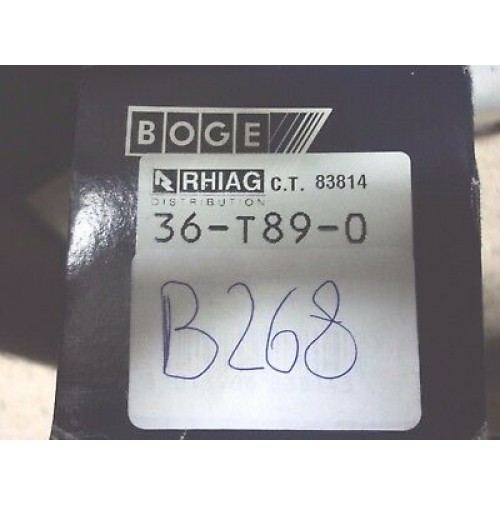 BOGE
RHIAG C.T. 83814
DISTRIBUTION
36-T89-0
B268